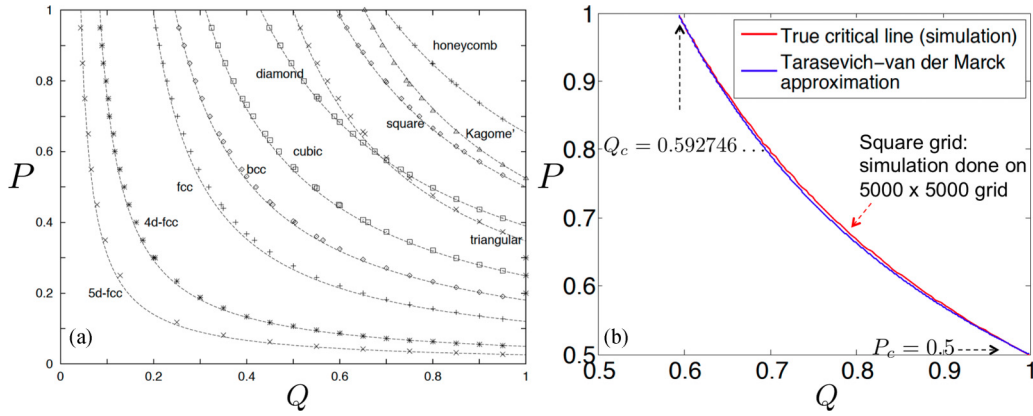 1
0.8
0.6
0.4
0.2
0
P
0
0.2
0.4
0.6
0.8
1
Q
(a)
honeycomb
diamond
square
Kagome'
cubic
bcc
fcc
triangular
4d-fcc
5d-fcc
1
0.9
0.8
0.7
0.6
0.5
P
0.5
0.6
0.7
0.8
0.9
1
Q
(b)
True critical line (simulation)
Tarasevich-van der Marck
approximation
Qc = 0.592746 ...
Square grid:
simulation done on
5000 x 5000 grid
Pc = 0.5